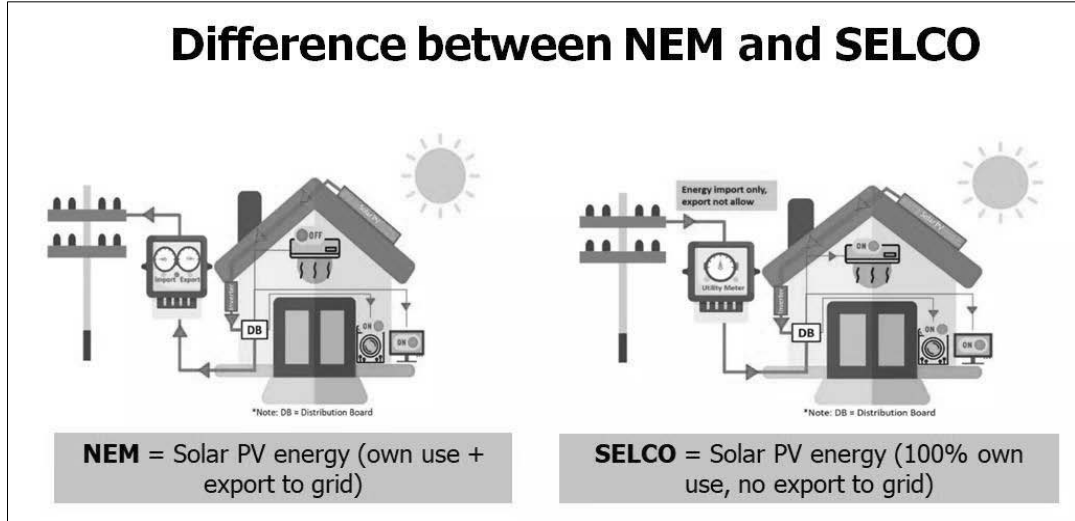 Difference between NEM and SELCO
OFF
Solar PV
Import Export
Inverter
DB
ON
ON
*Note: DB = Distribution Board
NEM = Solar PV energy (own use +
export to grid)
Energy import only,
export not allow
ON
Solar PV
Utility Meter
Inverter
DB
ON
ON
*Note: DB = Distribution Board
SELCO = Solar PV energy (100% own
use, no export to grid)